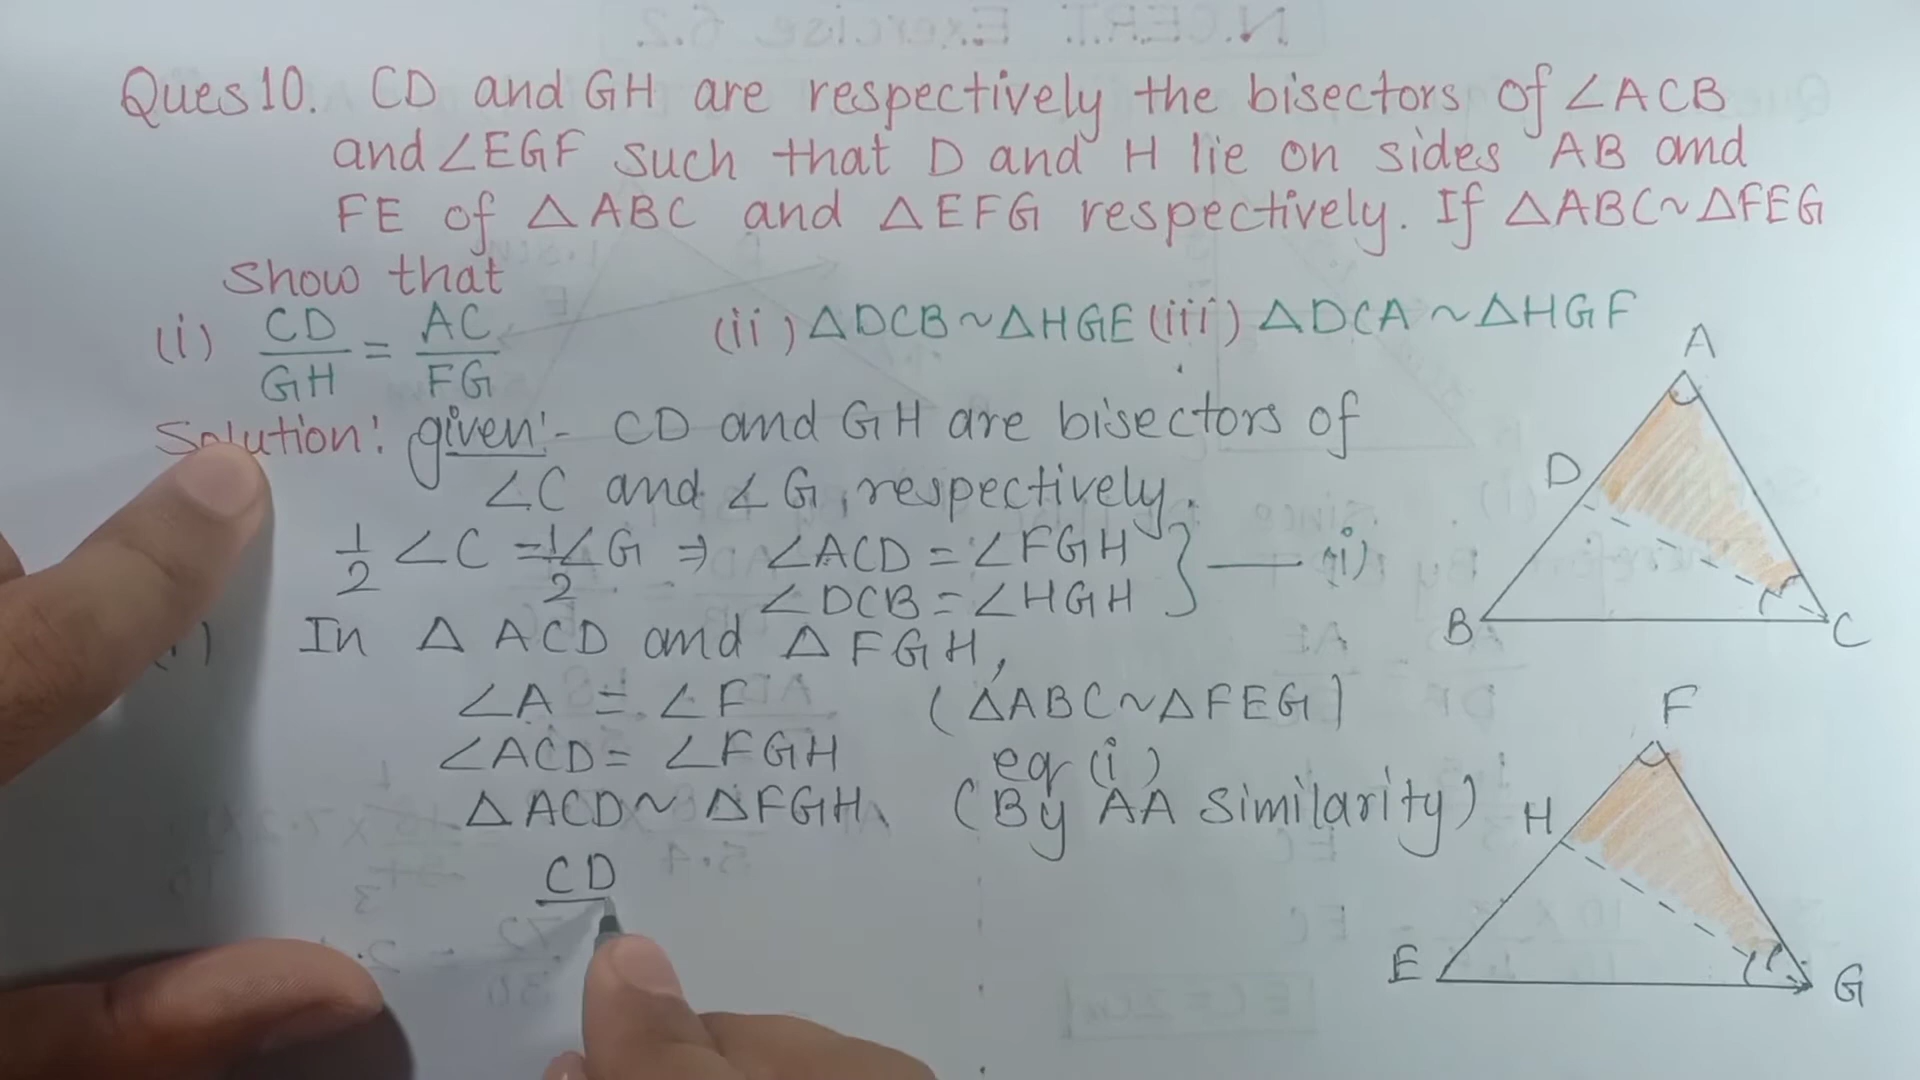 N.C.E.R.T. Exercise 6.2
Ques 10. CD and GH are respectively the bisectors of ∠ACB
and ∠EGF such that D and H lie on sides AB and
FE of △ABC and △EFG respectively. If △ABC~△FEG
show that
(i) CD/GH = AC/FG (ii) △DCB~△HGE (iii) △DCA~△HGF
Solution: given:- CD and GH are bisectors of
∠C and ∠G, respectively.
1/2 ∠C = 1/2 ∠G ⇒ ∠ACD = ∠FGH
∠DCB = ∠HGH } — (i)
In △ ACD and △ FGH,
∠A = ∠F (△ABC~△FEG)
∠ACD = ∠FGH eq (i)
△ACD~△FGH (By AA Similarity)
CD
A
D
B
C
F
H
E
G